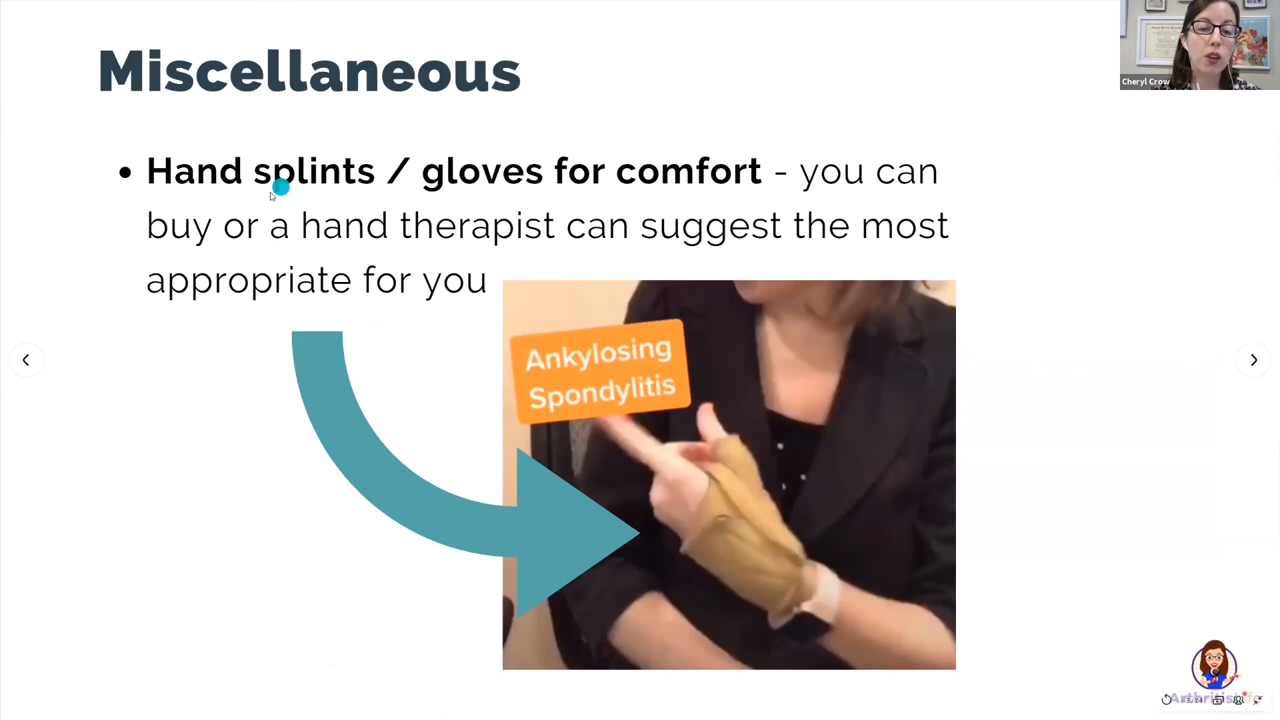 Miscellaneous
Cheryl Crow
• Hand splints / gloves for comfort - you can
buy or a hand therapist can suggest the most
appropriate for you
Ankylosing
Spondylitis